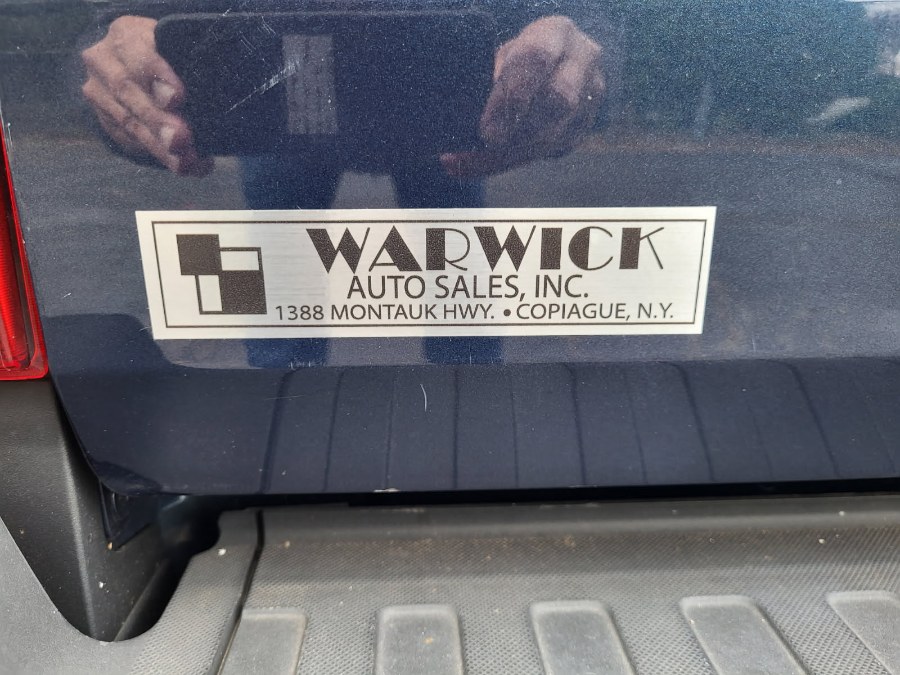 WARWICK
AUTO SALES, INC.
1388 MONTAUK HWY. • COPIAGUE, N.Y.